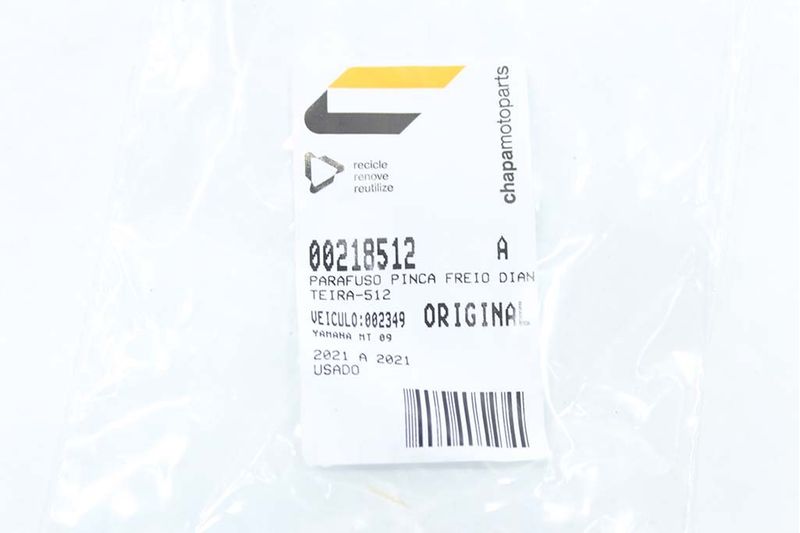 chapamotoparts
recicle
renove
reutilize
00218512 A
PARAFUSO PINCA FREIO DIAN
TEIRA-512
VEICULO:002349 ORIGINAL
YAMAHA MT 09
2021 A 2021
USADO